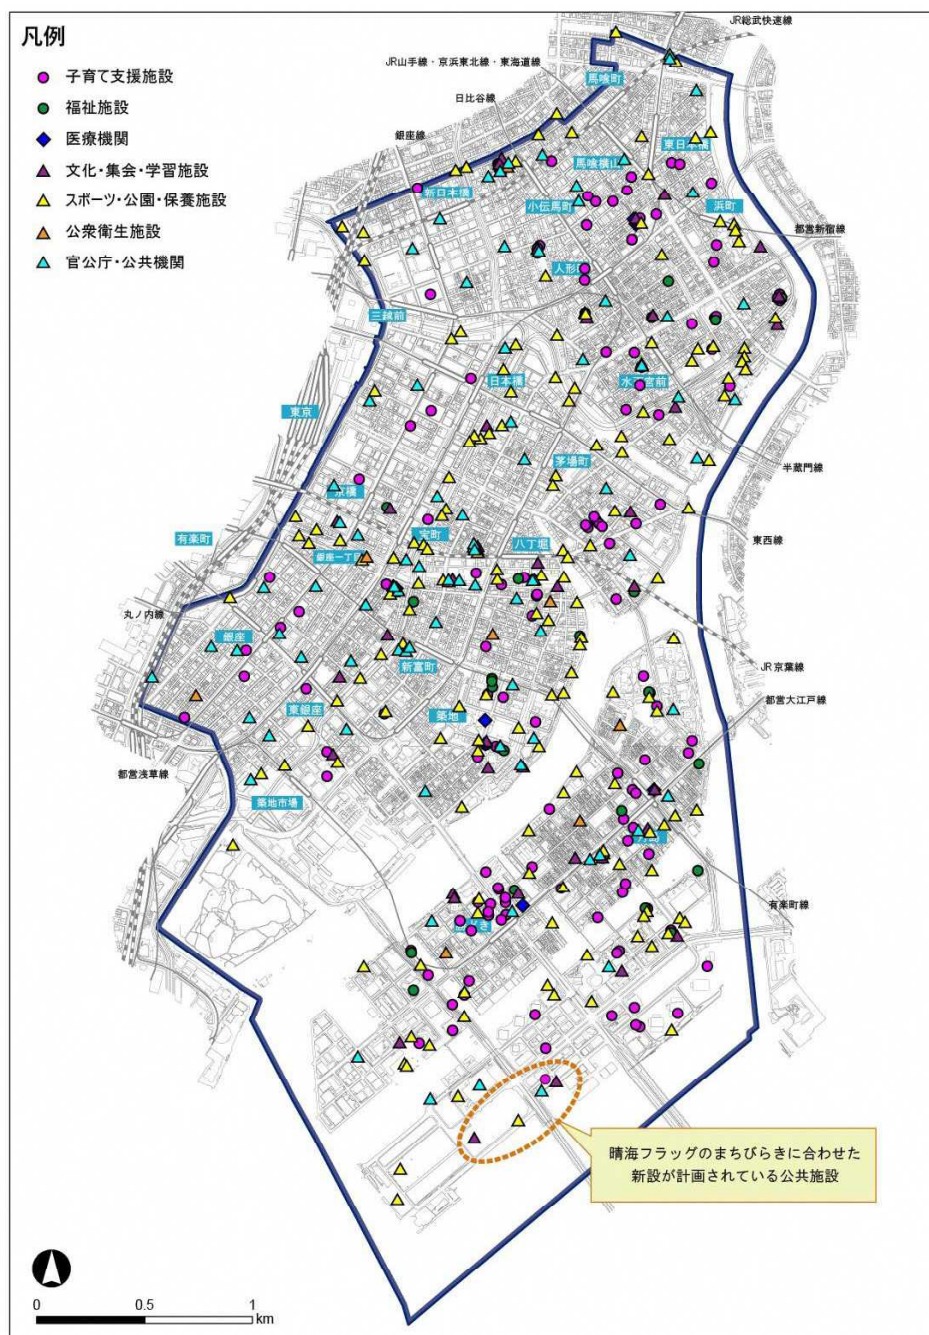 凡例
子育て支援施設
福祉施設
医療機関
文化・集会・学習施設
スポーツ・公園・保養施設
公衆衛生施設
官公庁・公共機関
JR総武快速線
JR山手線・京浜東北線・東海道線
馬喰町
日比谷線
銀座線
東日本橋
馬喰横山
新日本橋
小伝馬町
浜町
都営新宿線
人形町
三越前
日本橋
水天宮前
東京
茅場町
半蔵門線
京橋
有楽町
宝町
東西線
銀座一丁目
八丁堀
丸ノ内線
銀座
新富町
JR京葉線
都営大江戸線
東銀座
築地
都営浅草線
築地市場
月島
有楽町線
晴海フラッグのまちびらきに合わせた
新設が計画されている公共施設
0 0.5 1
km